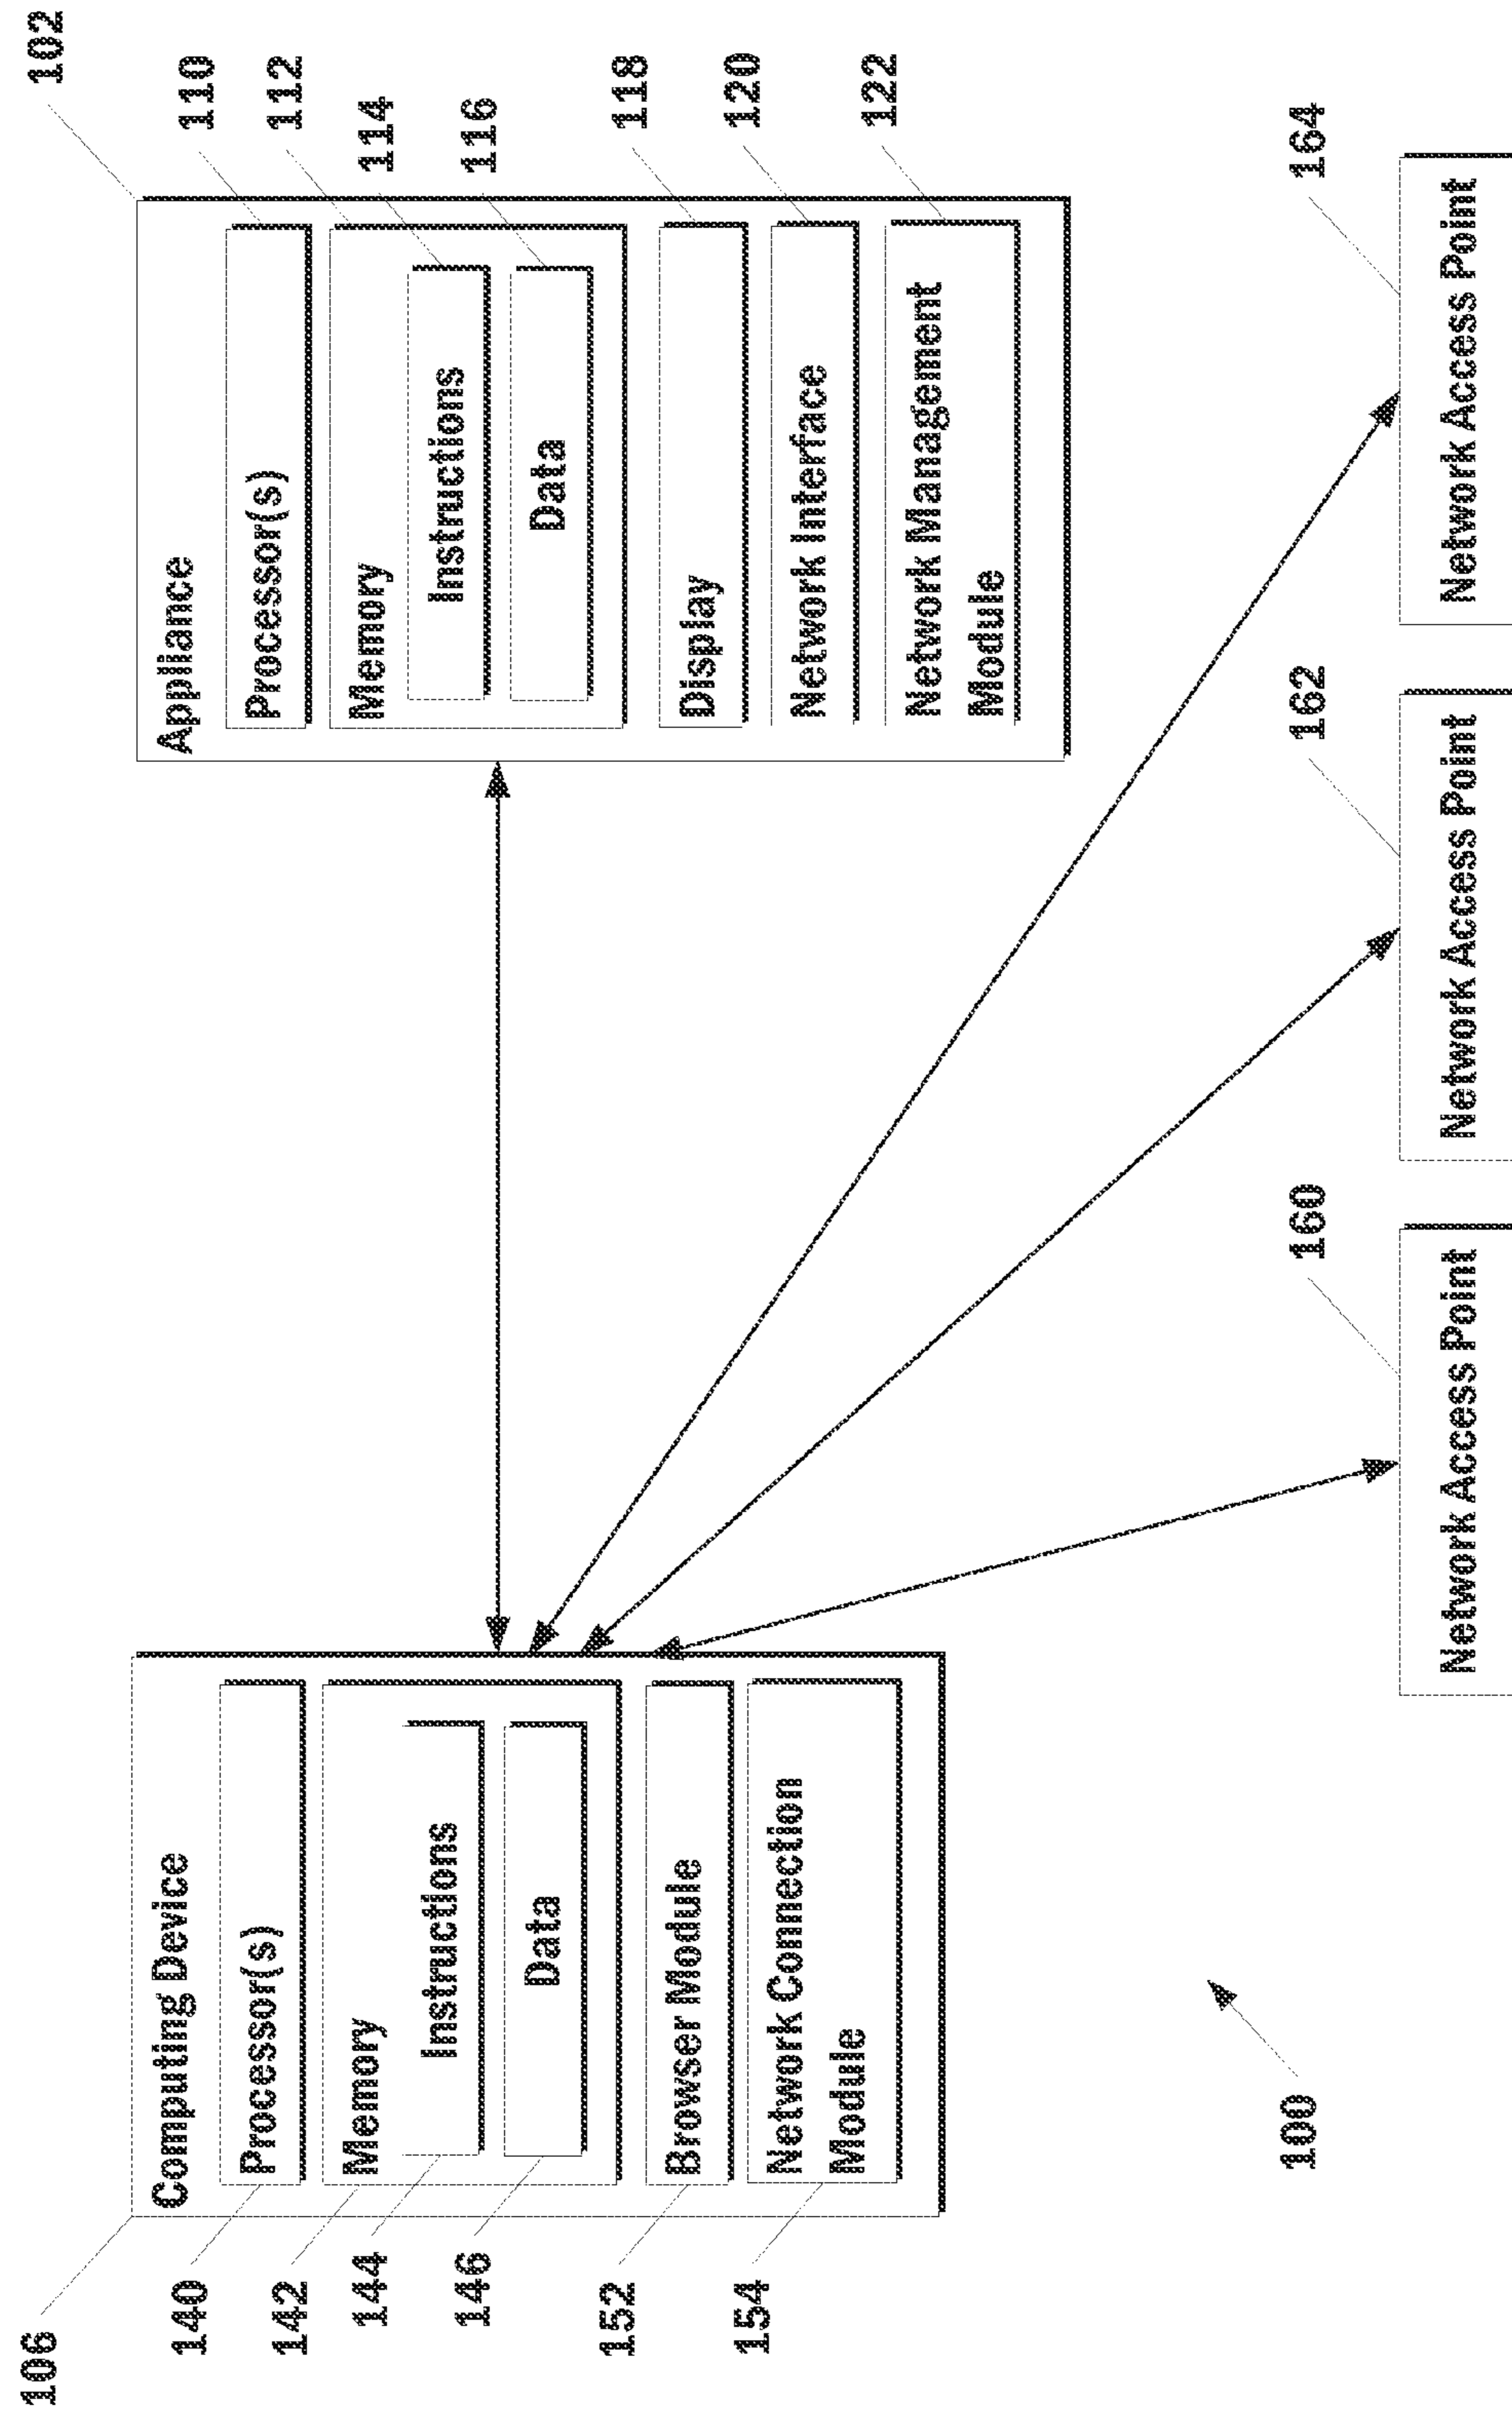 106
Computing Device
140
Processor(s)
142
Memory
144
Instructions
146
Data
152
Browser Module
154
Network Connection
Module
102
Appliance
110
Processor(s)
112
Memory
114
Instructions
116
Data
118
Display
120
Network Interface
122
Network Management
Module
100
160
Network Access Point
162
Network Access Point
164
Network Access Point